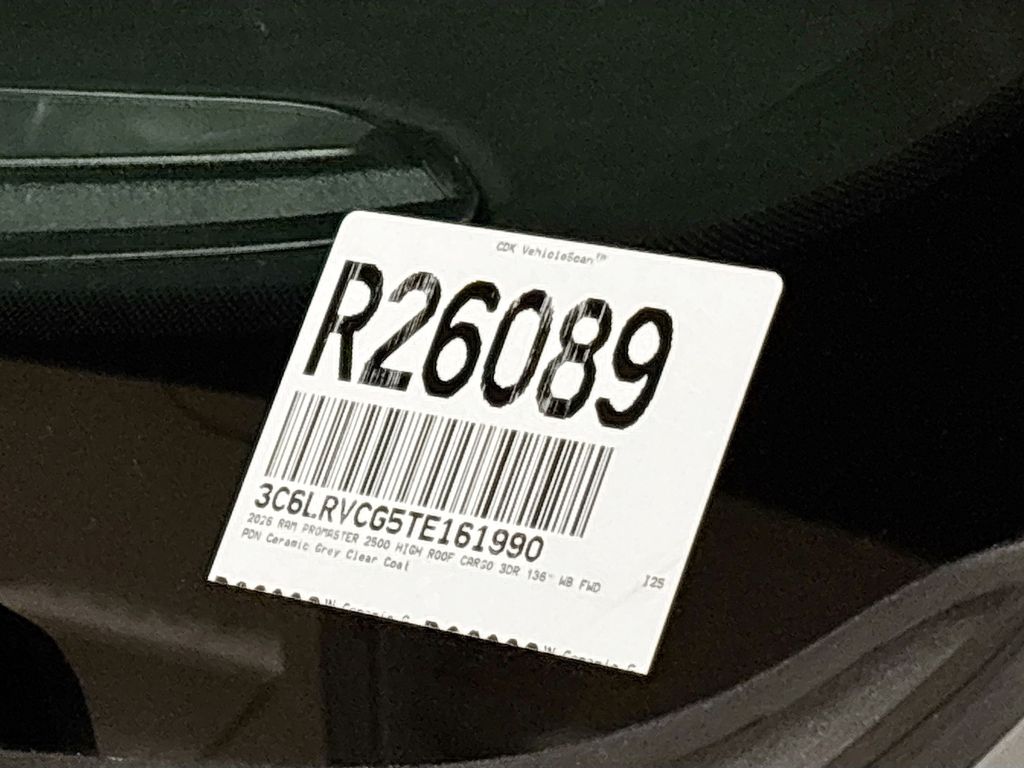 CDK VehicleScan™
R26089
3C6LRVCG5TE161990
2026 RAM PROMASTER 2500 HIGH ROOF CARGO 3DR 136" WB FWD
PDN Ceramic Grey Clear Coat
I25